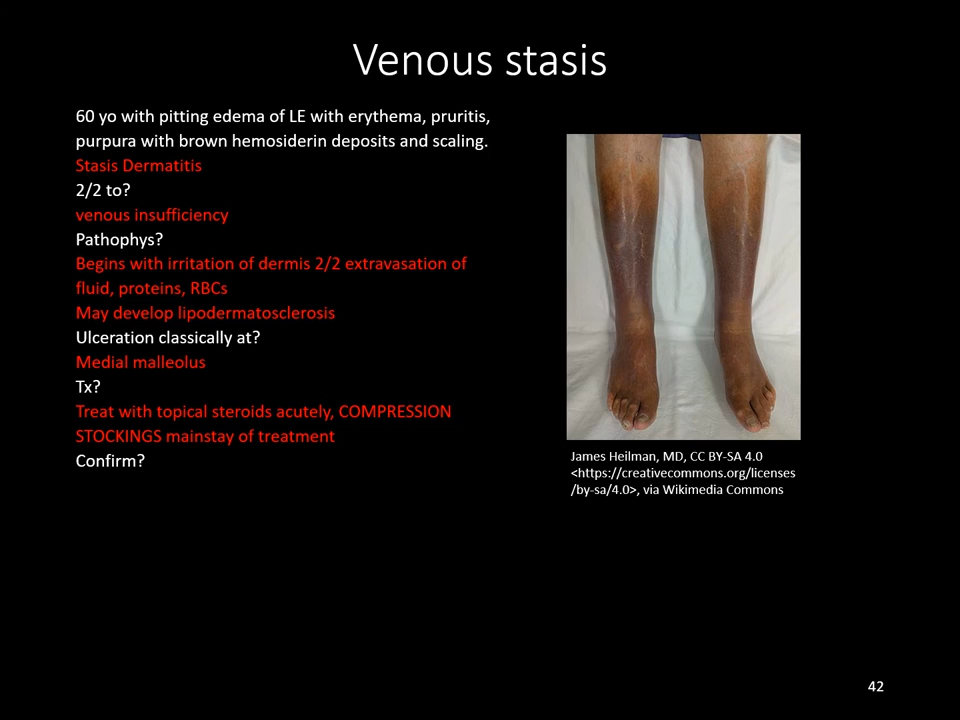 Venous stasis
60 yo with pitting edema of LE with erythema, pruritis,
purpura with brown hemosiderin deposits and scaling.
Stasis Dermatitis
2/2 to?
venous insufficiency
Pathophys?
Begins with irritation of dermis 2/2 extravasation of
fluid, proteins, RBCs
May develop lipodermatosclerosis
Ulceration classically at?
Medial malleolus
Tx?
Treat with topical steroids acutely, COMPRESSION
STOCKINGS mainstay of treatment
Confirm?
James Heilman, MD, CC BY-SA 4.0
<https://creativecommons.org/licenses
/by-sa/4.0>, via Wikimedia Commons
42